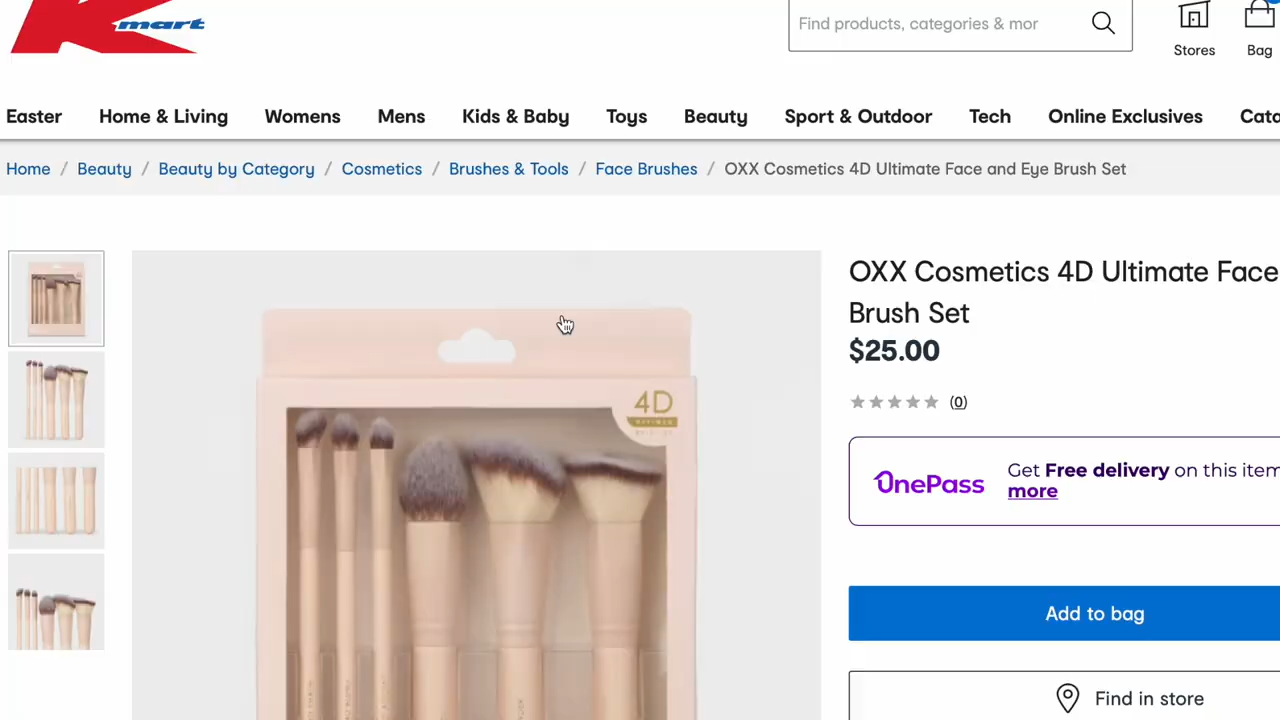 mart
Find products, categories & mor
Stores
Bag
Easter
Home & Living
Womens
Mens
Kids & Baby
Toys
Beauty
Sport & Outdoor
Tech
Online Exclusives
Cata
Home / Beauty / Beauty by Category / Cosmetics / Brushes & Tools / Face Brushes / OXX Cosmetics 4D Ultimate Face and Eye Brush Set
OXX Cosmetics 4D Ultimate Face
Brush Set
$25.00
(0)
4D
OnePass
Get Free delivery on this item
more
Add to bag
Find in store